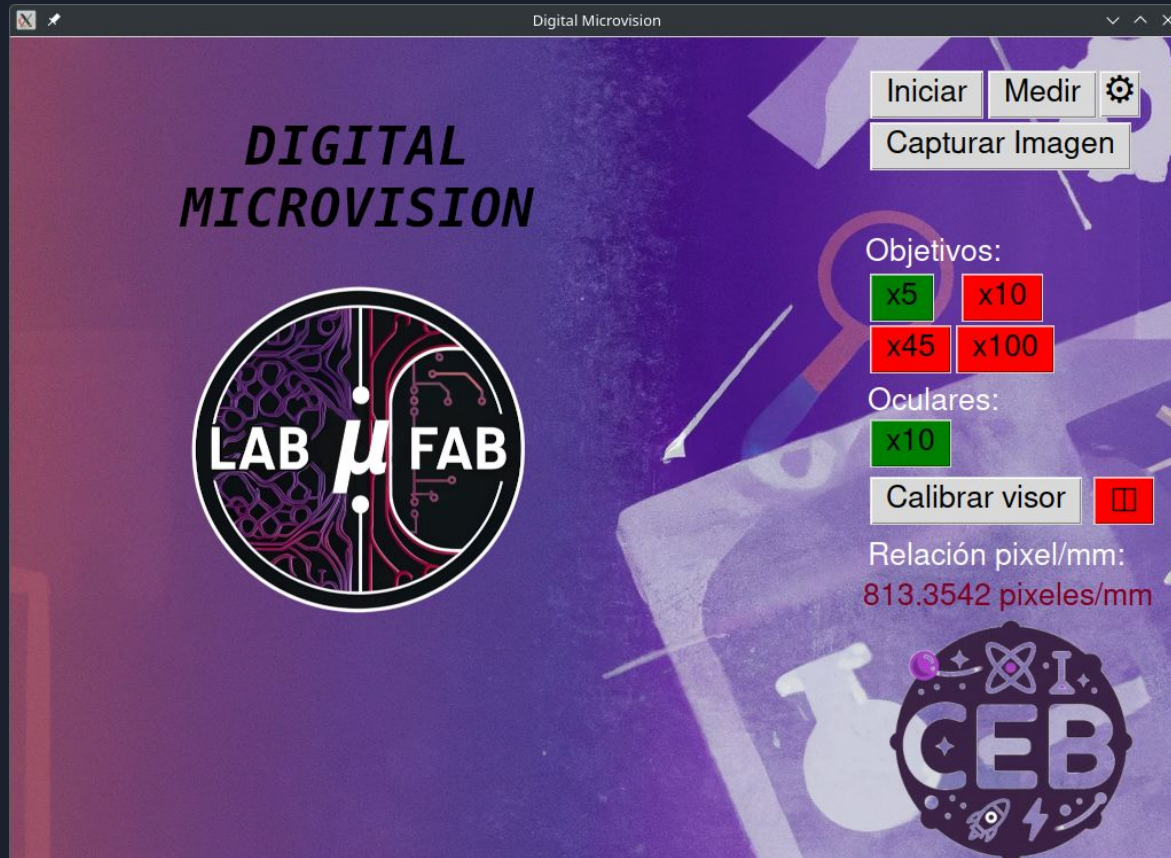 Digital Microvision
DIGITAL
MICROVISION
LAB µ FAB
Iniciar Medir
Capturar Imagen
Objetivos:
x5 x10
x45 x100
Oculares:
x10
Calibrar visor
Relación pixel/mm:
813.3542 pixeles/mm
CEB